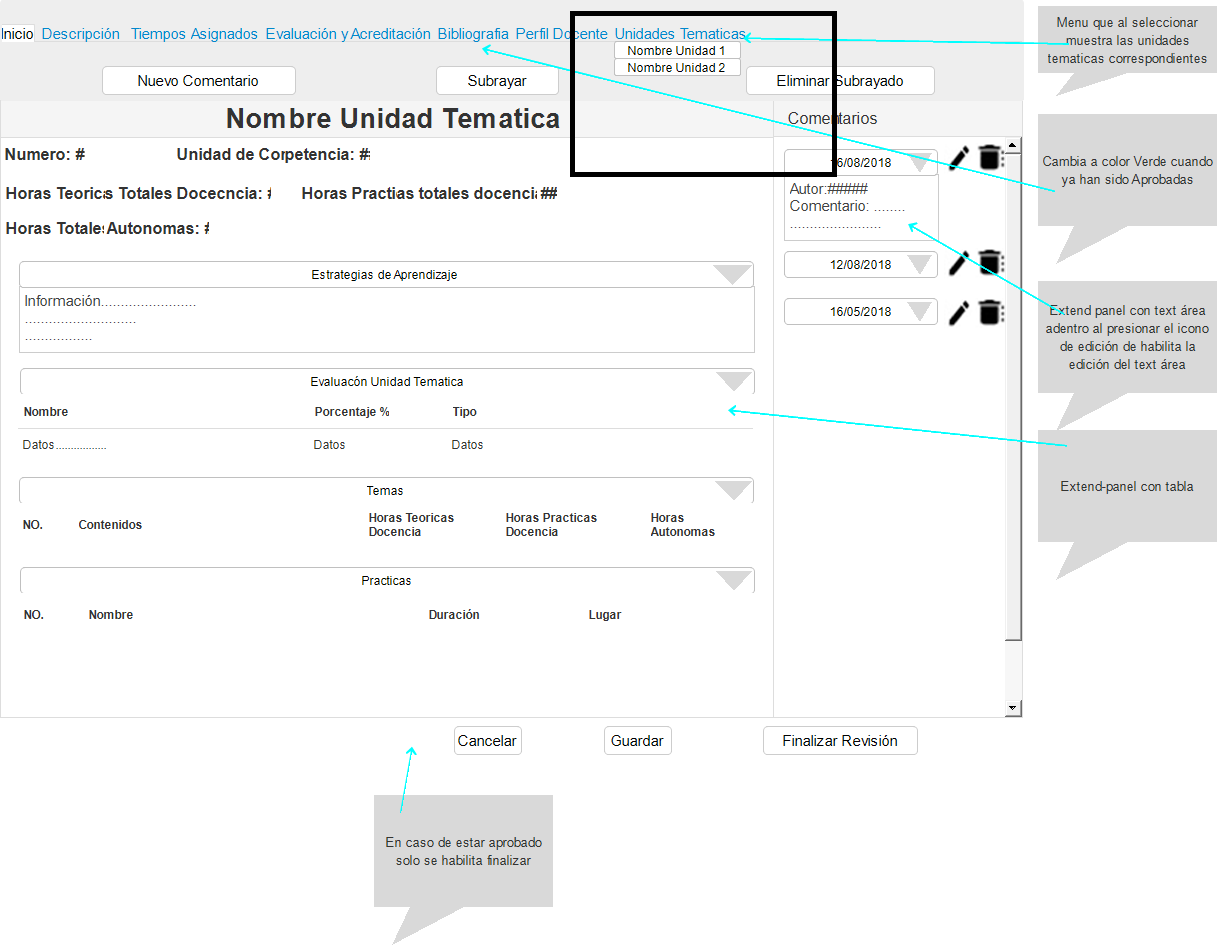 Inicio Descripción Tiempos Asignados Evaluación y Acreditación Bibliografia Perfil Docente Unidades Tematicas
Nombre Unidad 1
Nombre Unidad 2
Nuevo Comentario Subrayar Eliminar Subrayado
Nombre Unidad Tematica
Comentarios
Numero: # Unidad de Corpetencia: #
Horas Teorics Totales Docecncia: # Horas Practias totales docenci ##
Horas Totale Autonomas: #
Estrategias de Aprendizaje
Información........................
............................
.................
Evaluacón Unidad Tematica
Nombre Porcentaje % Tipo
Datos................. Datos Datos
Temas
NO. Contenidos Horas Teoricas Docencia Horas Practicas Docencia Horas Autonomas
Practicas
NO. Nombre Duración Lugar
16/08/2018
Autor:#####
Comentario: ........
.......................
12/08/2018
16/05/2018
Cancelar Guardar Finalizar Revisión
Menu que al seleccionar
muestra las unidades
tematicas correspondientes
Cambia a color Verde cuando
ya han sido Aprobadas
Extend panel con text área
adentro al presionar el icono
de edición de habilita la
edición del text área
Extend-panel con tabla
En caso de estar aprobado
solo se habilita finalizar